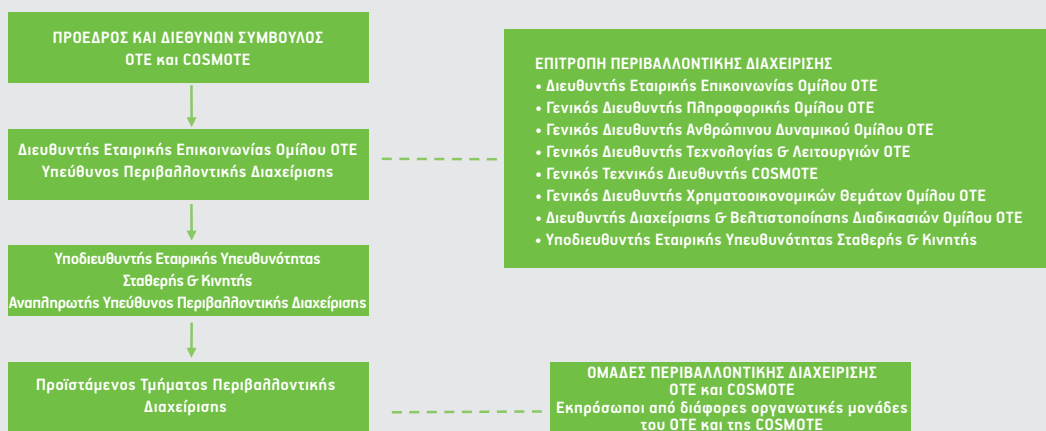 ΠΡΟΕΔΡΟΣ ΚΑΙ ΔΙΕΘΥΝΩΝ ΣΥΜΒΟΥΛΟΣ
ΟΤΕ και COSMOTE
Διευθυντής Εταιρικής Επικοινωνίας Ομίλου ΟΤΕ
Υπεύθυνος Περιβαλλοντικής Διαχείρισης
Υποδιευθυντής Εταιρικής Υπευθυνότητας
Σταθερής & Κινητής
Αναπληρωτής Υπεύθυνος Περιβαλλοντικής Διαχείρισης
Προϊστάμενος Τμήματος Περιβαλλοντικής
Διαχείρισης
ΕΠΙΤΡΟΠΗ ΠΕΡΙΒΑΛΛΟΝΤΙΚΗΣ ΔΙΑΧΕΙΡΙΣΗΣ
• Διευθυντής Εταιρικής Επικοινωνίας Ομίλου ΟΤΕ
• Γενικός Διευθυντής Πληροφορικής Ομίλου ΟΤΕ
• Γενικός Διευθυντής Ανθρώπινου Δυναμικού Ομίλου ΟΤΕ
• Γενικός Διευθυντής Τεχνολογίας & Λειτουργιών ΟΤΕ
• Γενικός Τεχνικός Διευθυντής COSMOTE
• Γενικός Διευθυντής Χρηματοοικονομικών Θεμάτων Ομίλου ΟΤΕ
• Διευθυντής Διαχείρισης & Βελτιστοποίησης Διαδικασιών Ομίλου ΟΤΕ
• Υποδιευθυντής Εταιρικής Υπευθυνότητας Σταθερής & Κινητής
ΟΜΑΔΕΣ ΠΕΡΙΒΑΛΛΟΝΤΙΚΗΣ ΔΙΑΧΕΙΡΙΣΗΣ
ΟΤΕ και COSMOTE
Εκπρόσωποι από διάφορες οργανωτικές μονάδες
του ΟΤΕ και της COSMOTE